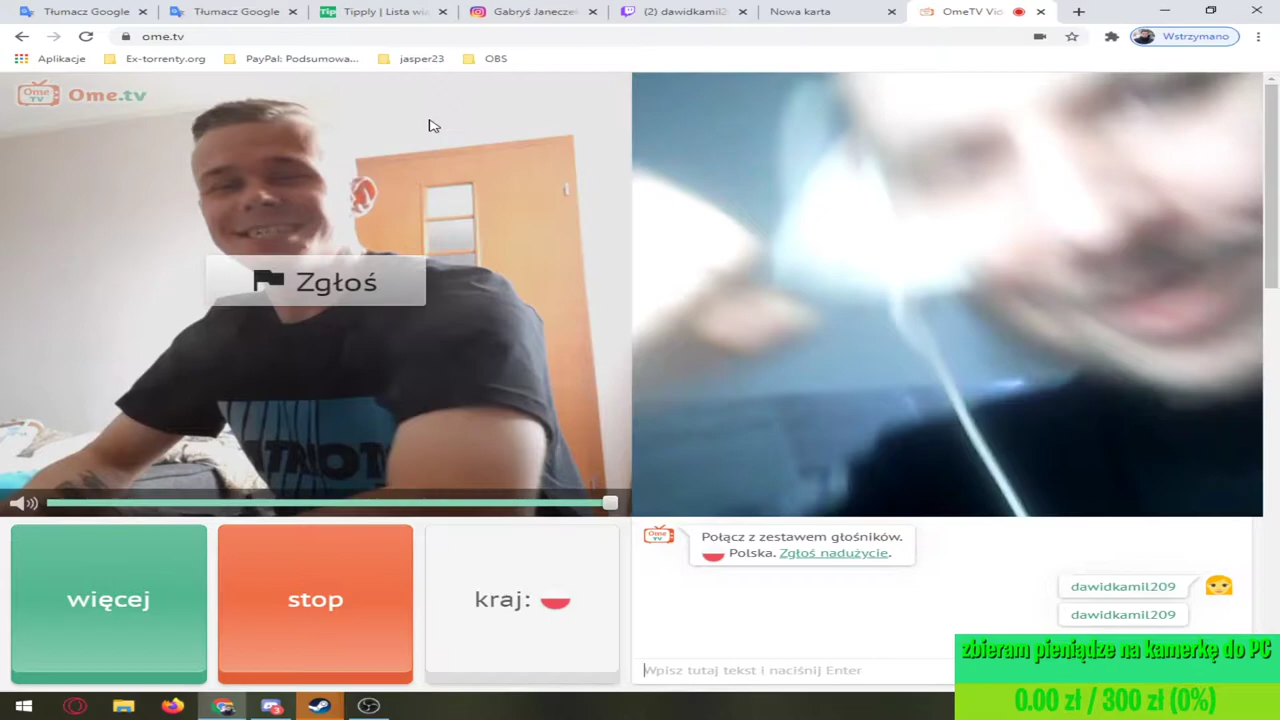 Tłumacz Google
Tłumacz Google
Tipply | Lista wia
Gabryś Janeczek
(2) dawidkamil2
Nowa karta
OmeTV Vid
ome.tv
Wstrzymano
Aplikacje
Ex-torrenty.org
PayPal: Podsumowa...
jasper23
OBS
Ome TV
Ome.tv
Zgłoś
więcej
stop
kraj:
Połącz z zestawem głośników.
Polska. Zgłoś nadużycie.
dawidkamil209
dawidkamil209
Wpisz tutaj tekst i naciśnij Enter
zbieram pieniądze na kamerkę do PC
0.00 zł / 300 zł (0%)